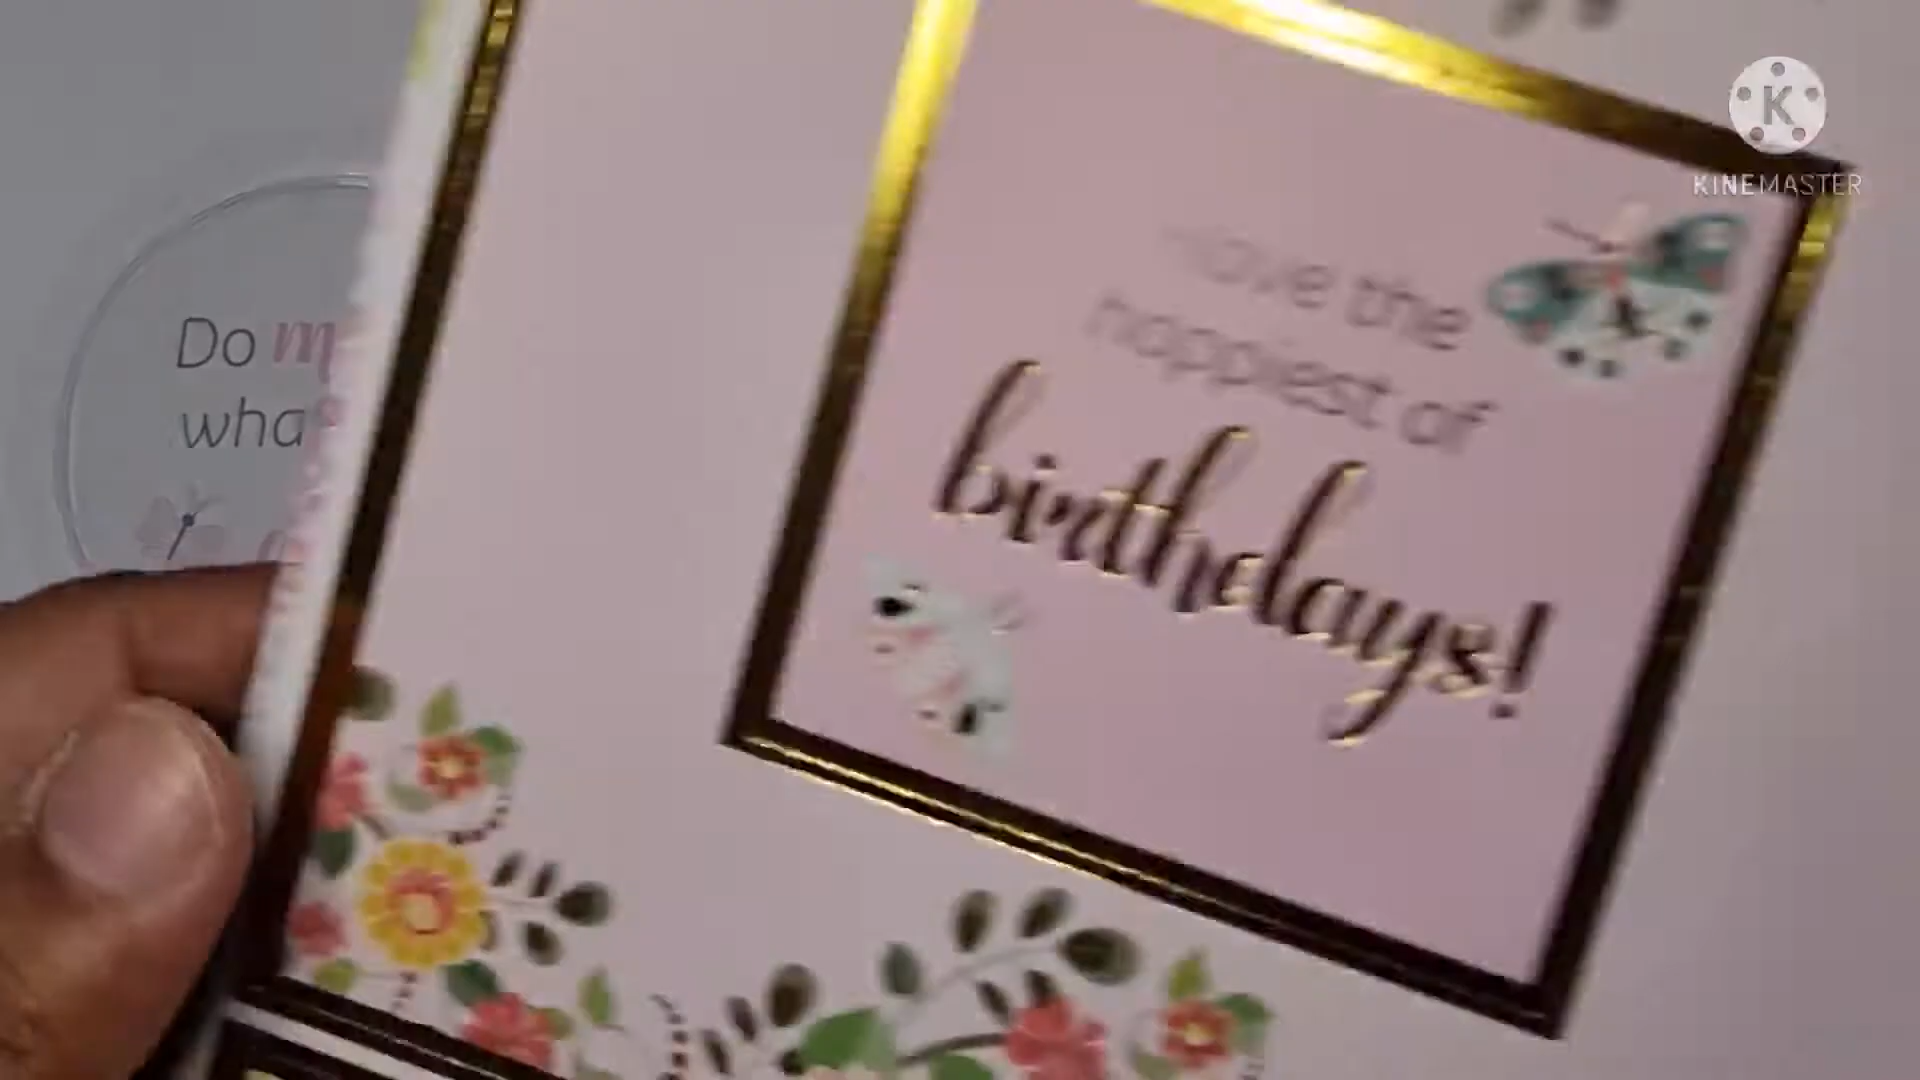 KINEMASTER
Do
wha
Have the
happiest of
birthdays!